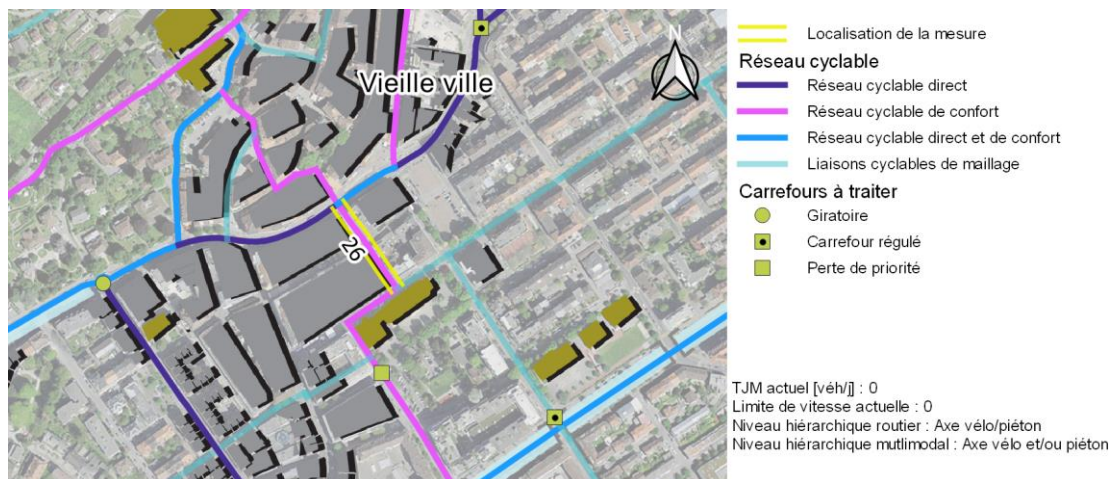 Vieille ville
26
N
Localisation de la mesure
Réseau cyclable
Réseau cyclable direct
Réseau cyclable de confort
Réseau cyclable direct et de confort
Liaisons cyclables de maillage
Carrefours à traiter
Giratoire
Carrefour régulé
Perte de priorité
TJM actuel [véh/j] : 0
Limite de vitesse actuelle : 0
Niveau hiérarchique routier : Axe vélo/piéton
Niveau hiérarchique mutlimodal : Axe vélo et/ou piéton